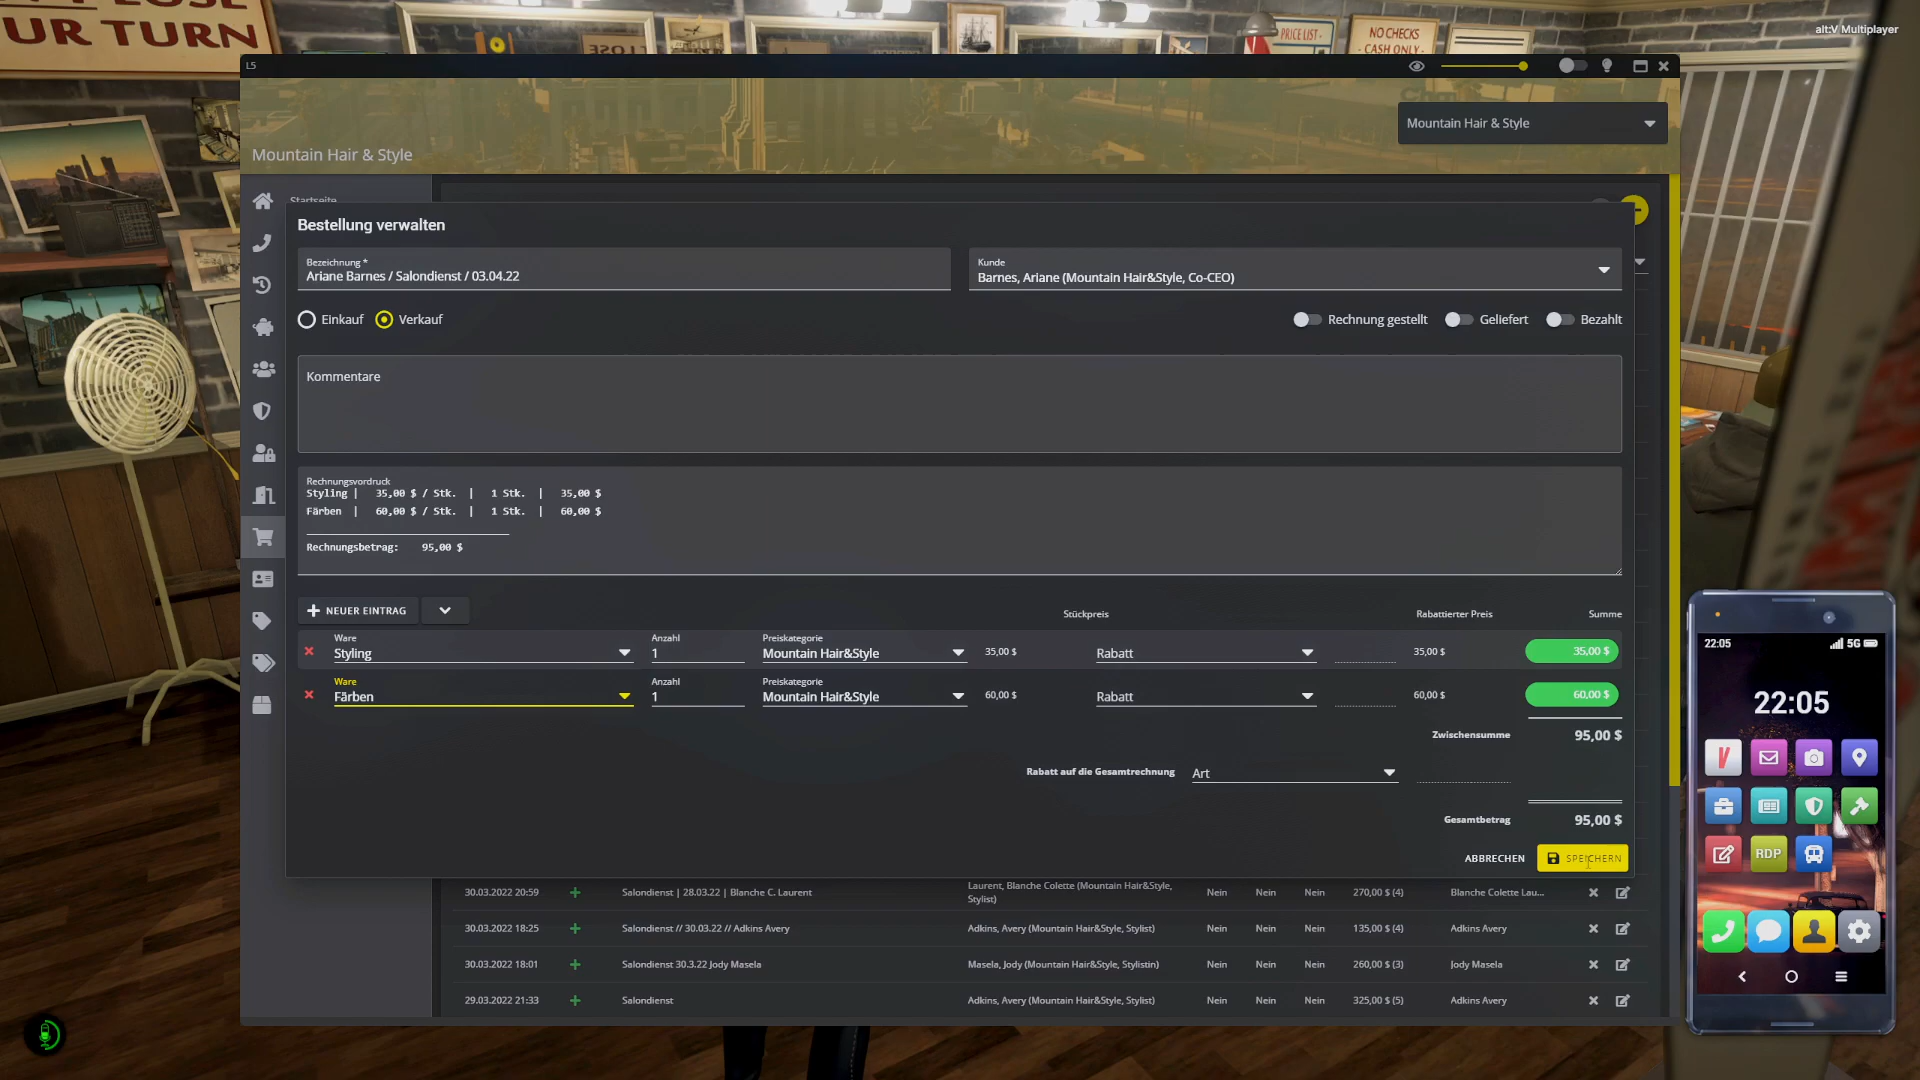 UR TURN
PRICE LIST
NO CHECKS
CASH ONLY
alt:V Multiplayer
L5
Mountain Hair & Style
Mountain Hair & Style
Startseite
Bestellung verwalten
Bezeichnung *
Ariane Barnes / Salondienst / 03.04.22
Kunde
Barnes, Ariane (Mountain Hair&Style, Co-CEO)
Einkauf Verkauf
Rechnung gestellt Geliefert Bezahlt
Kommentare
Rechnungsvordruck
Styling | 35,00 $ / Stk. | 1 Stk. | 35,00 $
Färben | 60,00 $ / Stk. | 1 Stk. | 60,00 $
Rechnungsbetrag: 95,00 $
NEUER EINTRAG
Stückpreis Rabattierter Preis Summe
Ware Anzahl Preiskategorie
Styling 1 Mountain Hair&Style 35,00 $ Rabatt 35,00 $ 35,00 $
Ware Anzahl Preiskategorie
Färben 1 Mountain Hair&Style 60,00 $ Rabatt 60,00 $ 60,00 $
Zwischensumme 95,00 $
Rabatt auf die Gesamtrechnung Art
Gesamtbetrag 95,00 $
ABBRECHEN SPEICHERN
30.03.2022 20:59 Salondienst | 28.03.22 | Blanche C. Laurent Laurent, Blanche Colette (Mountain Hair&Style, Stylist) Nein Nein Nein 270,00 $ (4) Blanche Colette Lau...
30.03.2022 18:25 Salondienst // 30.03.22 // Adkins Avery Adkins, Avery (Mountain Hair&Style, Stylist) Nein Nein Nein 135,00 $ (4) Adkins Avery
30.03.2022 18:01 Salondienst 30.3.22 Jody Masela Masela, Jody (Mountain Hair&Style, Stylistin) Nein Nein Nein 260,00 $ (3) Jody Masela
29.03.2022 21:33 Salondienst Adkins, Avery (Mountain Hair&Style, Stylist) Nein Nein Nein 325,00 $ (5) Adkins Avery
22:05 5G
22:05
RDP